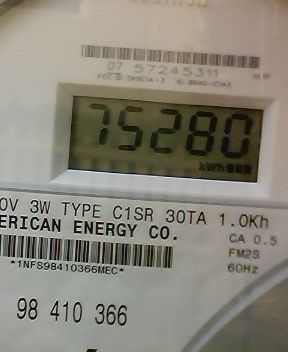 07 57245311
75280
kWh
0V 3W TYPE C1SR 30TA 1.0Kh
ERICAN ENERGY CO.
CA 0.5
FM2S
60Hz
*1NFS98410366MEC*
98 410 366